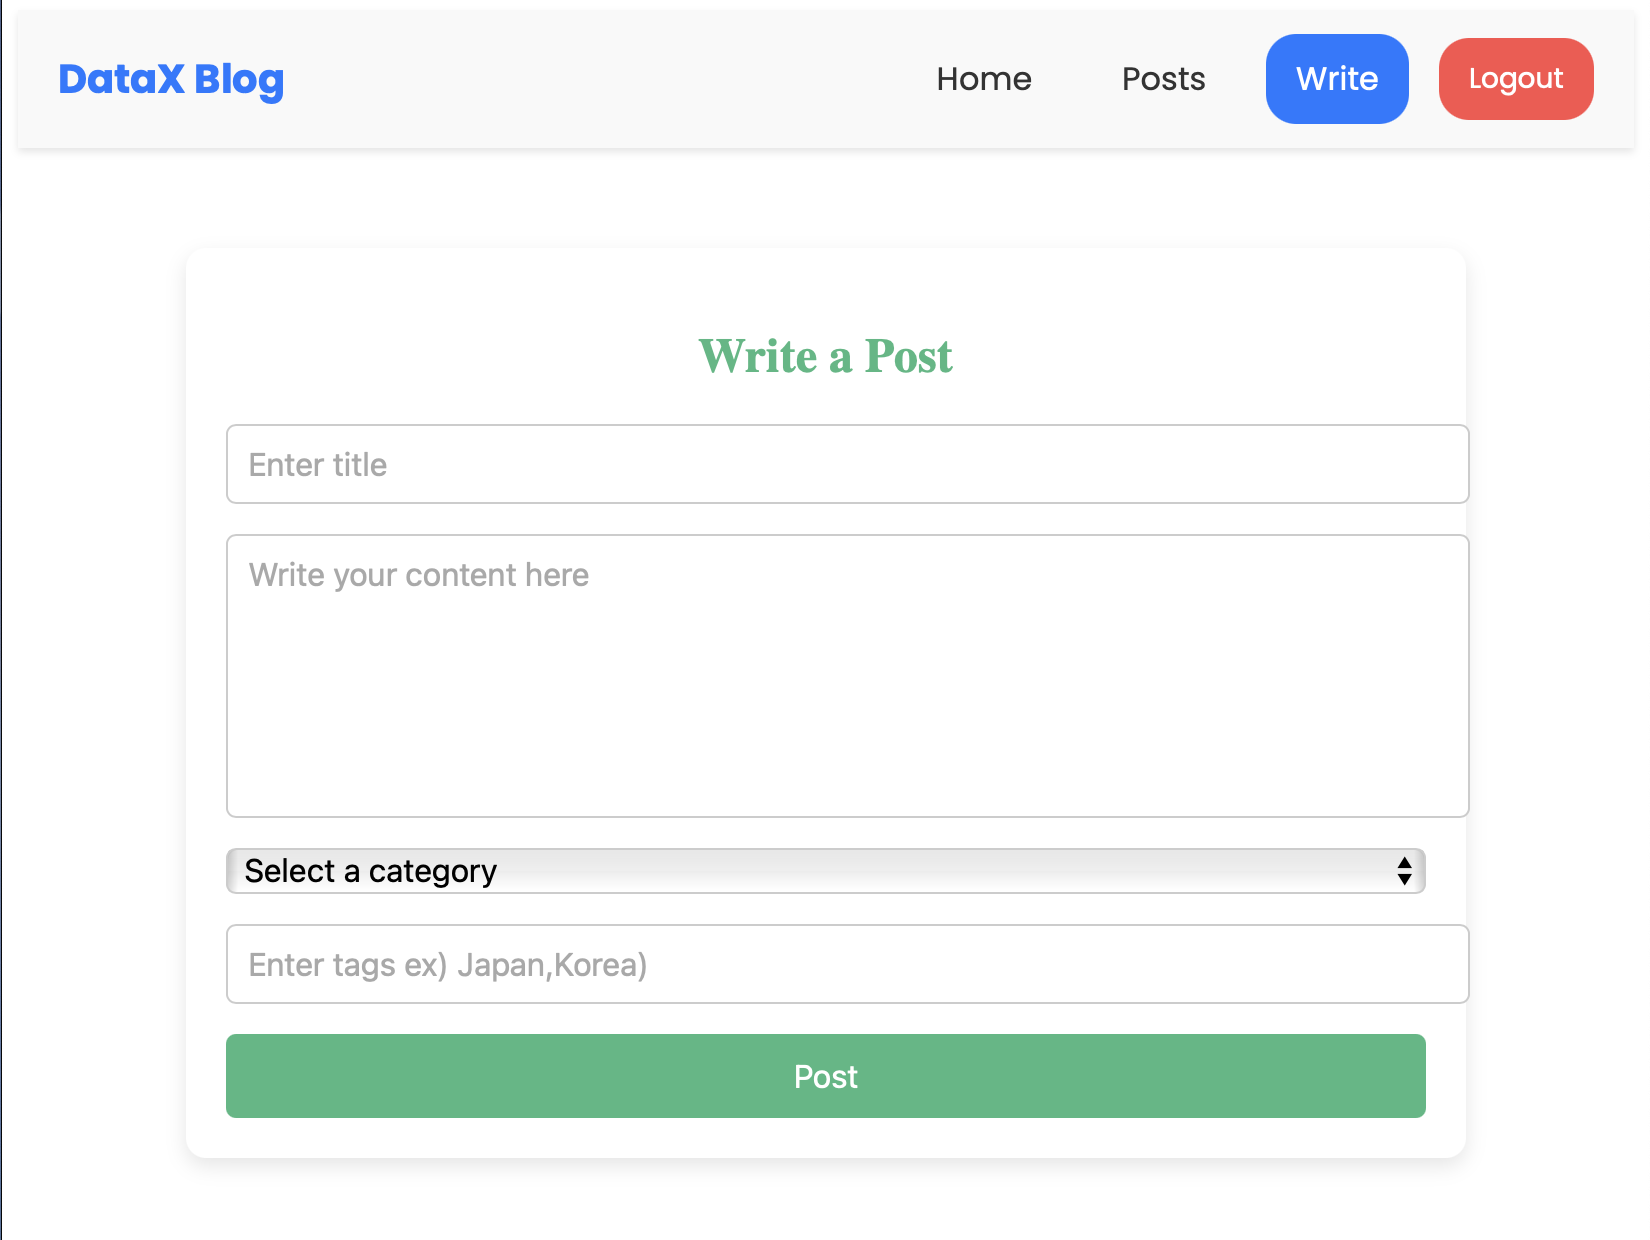 DataX Blog
Home
Posts
Write
Logout
Write a Post
Enter title
Write your content here
Select a category
Enter tags ex) Japan,Korea)
Post